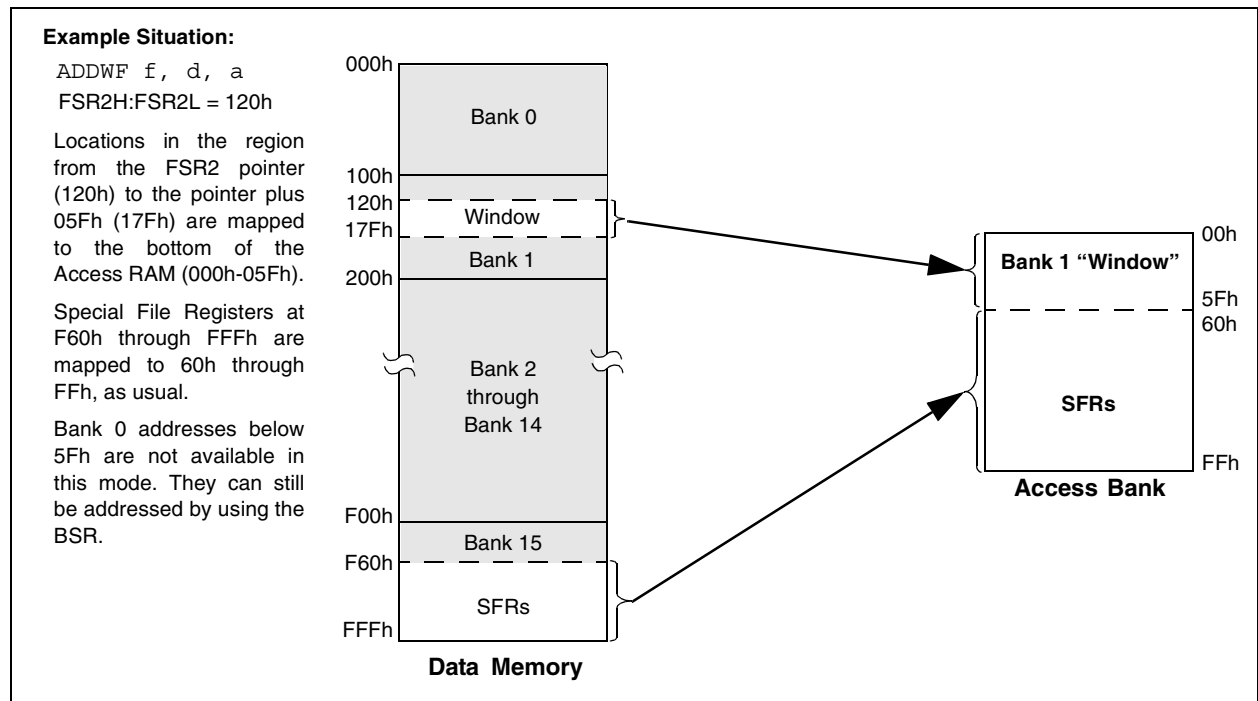 Example Situation:
ADDWF f, d, a
FSR2H:FSR2L = 120h
Locations in the region
from the FSR2 pointer
(120h) to the pointer plus
05Fh (17Fh) are mapped
to the bottom of the
Access RAM (000h-05Fh).
Special File Registers at
F60h through FFFh are
mapped to 60h through
FFh, as usual.
Bank 0 addresses below
5Fh are not available in
this mode. They can still
be addressed by using the
BSR.
000h
Bank 0
100h
120h
Window
17Fh
Bank 1
200h
Bank 2
through
Bank 14
F00h
Bank 15
F60h
SFRs
FFFh
Data Memory
00h
Bank 1 “Window”
5Fh
60h
SFRs
FFh
Access Bank